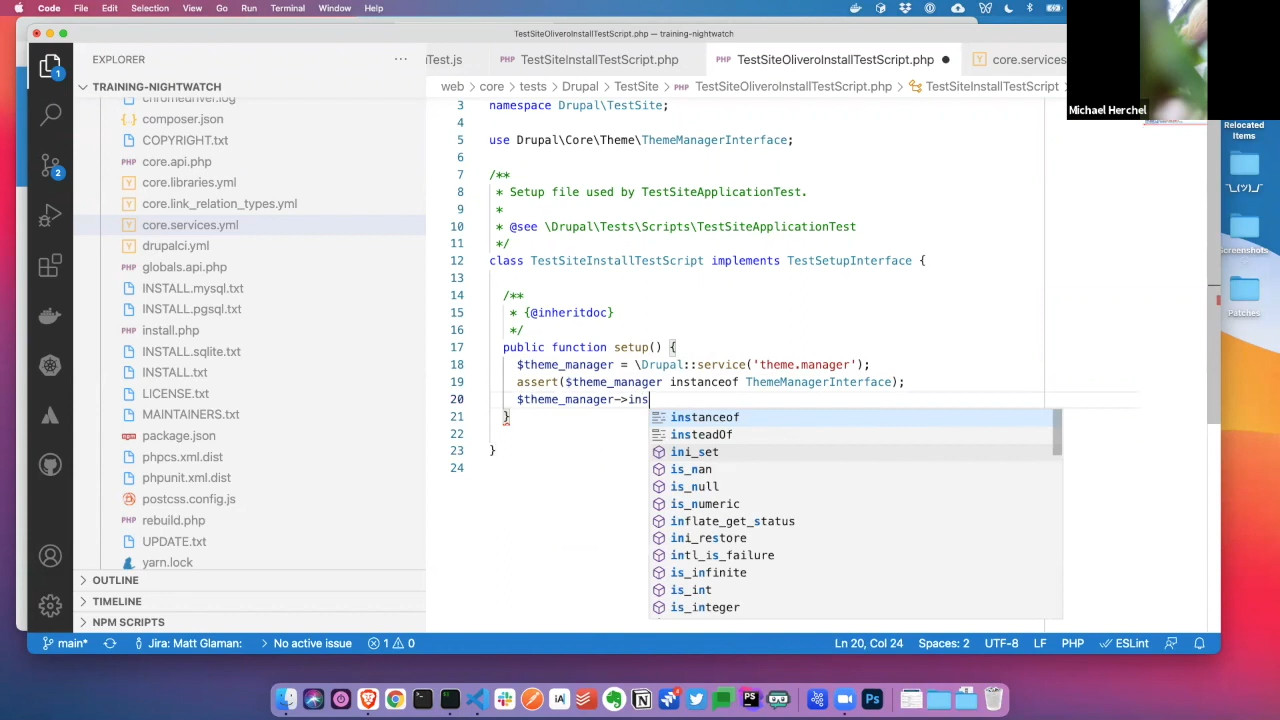 Code File Edit Selection View Go Run Terminal Window Help
TestSiteOliveroInstallTestScript.php — training-nightwatch
EXPLORER
TRAINING-NIGHTWATCH
chromedriver.log
composer.json
COPYRIGHT.txt
core.api.php
core.libraries.yml
core.link_relation_types.yml
core.services.yml
drupalci.yml
globals.api.php
INSTALL.mysql.txt
INSTALL.pgsql.txt
install.php
INSTALL.sqlite.txt
INSTALL.txt
LICENSE.txt
MAINTAINERS.txt
package.json
phpcs.xml.dist
phpunit.xml.dist
postcss.config.js
rebuild.php
UPDATE.txt
yarn.lock
OUTLINE
TIMELINE
NPM SCRIPTS
Test.js TestSiteInstallTestScript.php TestSiteOliveroInstallTestScript.php core.services
web > core > tests > Drupal > TestSite > TestSiteOliveroInstallTestScript.php > TestSiteInstallTestScript
3 namespace Drupal\TestSite;
4
5 use Drupal\Core\Theme\ThemeManagerInterface;
6
7 /**
8 * Setup file used by TestSiteApplicationTest.
9 *
10 * @see \Drupal\Tests\Scripts\TestSiteApplicationTest
11 */
12 class TestSiteInstallTestScript implements TestSetupInterface {
13
14 /**
15 * {@inheritdoc}
16 */
17 public function setup() {
18 $theme_manager = \Drupal::service('theme.manager');
19 assert($theme_manager instanceof ThemeManagerInterface);
20 $theme_manager->ins
21 }
22
23 }
24
instanceof
insteadOf
ini_set
is_nan
is_null
is_numeric
inflate_get_status
ini_restore
intl_is_failure
is_infinite
is_int
is_integer
Michael Herchel
Relocated
Items
¯\_(ツ)_/¯
Screenshots
Patches
main* Jira: Matt Glaman: No active issue 1 0 Ln 20, Col 24 Spaces: 2 UTF-8 LF PHP ESLint